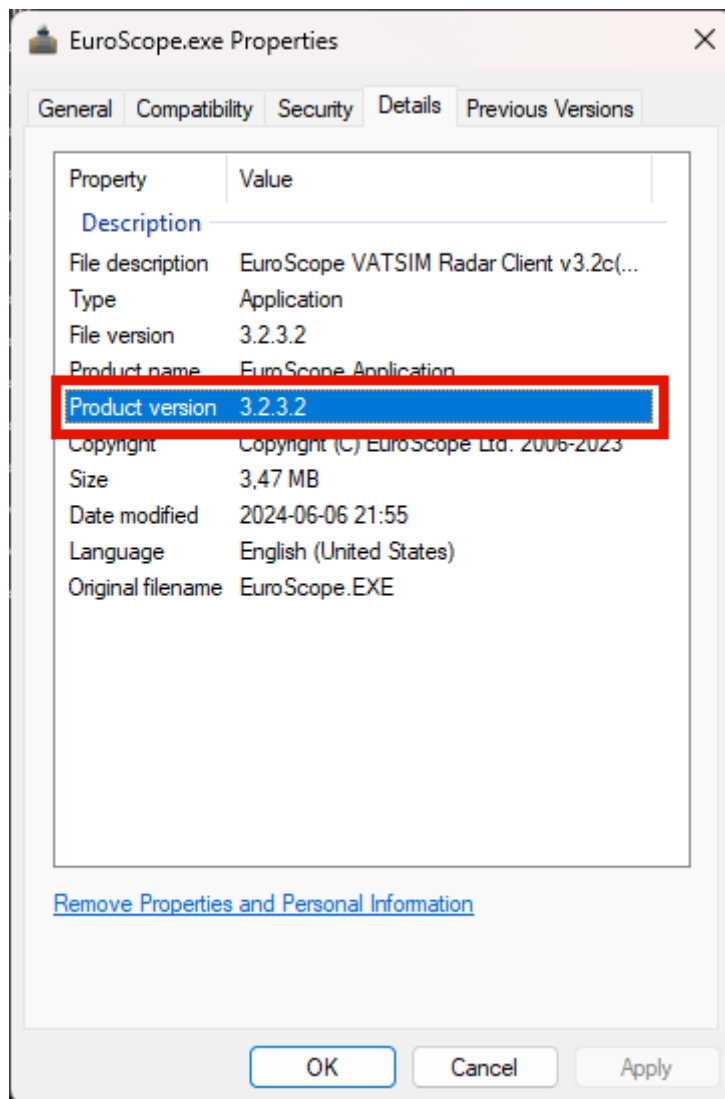 EuroScope.exe Properties
General Compatibility Security Details Previous Versions
Property Value
Description
File description EuroScope VATSIM Radar Client v3.2c(...
Type Application
File version 3.2.3.2
Product name EuroScope Application
Product version 3.2.3.2
Copyright Copyright (C) EuroScope Ltd. 2006-2023
Size 3,47 MB
Date modified 2024-06-06 21:55
Language English (United States)
Original filename EuroScope.EXE
Remove Properties and Personal Information
OK Cancel Apply